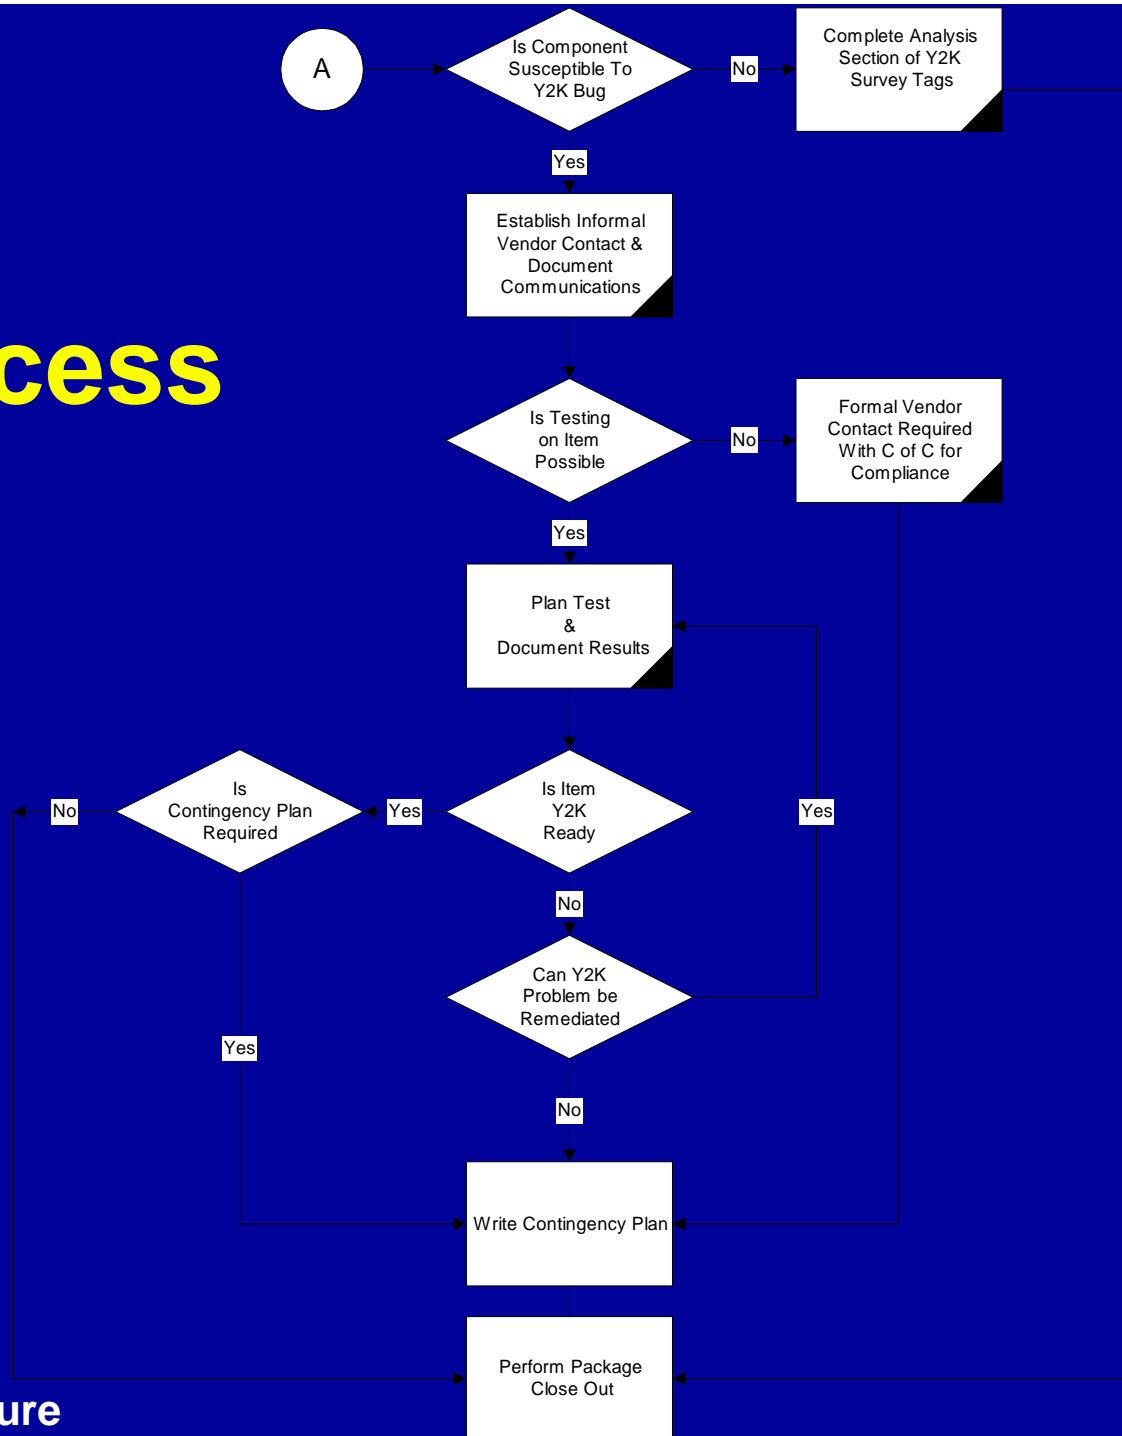 A
Is Component
Susceptible To
Y2K Bug
No
Complete Analysis
Section of Y2K
Survey Tags
Yes
Establish Informal
Vendor Contact &
Document
Communications
cess
Is Testing
on Item
Possible
No
Formal Vendor
Contact Required
With C of C for
Compliance
Yes
Plan Test
&
Document Results
No
Is
Contingency Plan
Required
Yes
Is Item
Y2K
Ready
Yes
No
Can Y2K
Problem be
Remediated
Yes
No
Write Contingency Plan
Perform Package
Close Out
ure